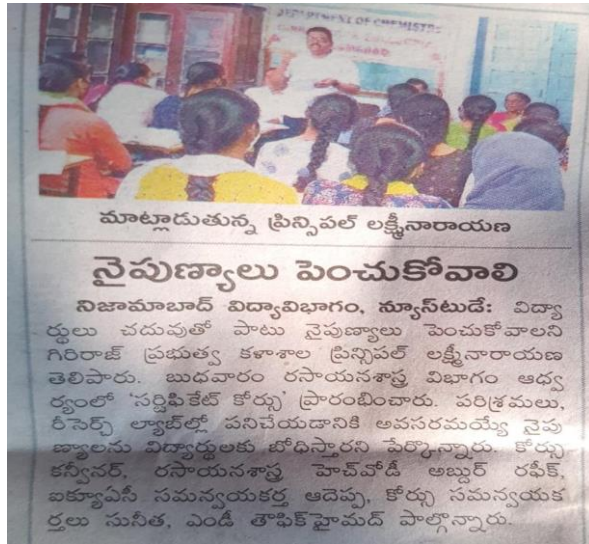 DEPARTMENT OF CHEMISTRY
మాట్లాడుతున్న ప్రిన్సిపల్ లక్ష్మీనారాయణ
నైపుణ్యాలు పెంచుకోవాలి
నిజామాబాద్ విద్యావిభాగం, న్యూస్‌టుడే: విద్యా
ర్థులు చదువుతో పాటు నైపుణ్యాలు పెంచుకోవాలని
గిరిరాజ్ ప్రభుత్వ కళాశాల ప్రిన్సిపల్ లక్ష్మీనారాయణ
తెలిపారు. బుధవారం రసాయనశాస్త్ర విభాగం ఆధ్వ
ర్యంలో ‘సర్టిఫికేట్ కోర్సు’ ప్రారంబించారు. పరిశ్రమలు,
రీసెర్చ్ ల్యాబ్‌ల్లో పనిచేయడానికి అవసరమయ్యే నైపు
ణ్యాలను విద్యార్థులకు బోధిస్తారని పేర్కొన్నారు. కోర్సు
కన్వీనర్, రసాయనశాస్త్ర హెచ్‌వోడీ అబ్దుర్ రఫీక్,
ఐక్యూఏసీ సమన్వయకర్త ఆదెప్ప, కోర్సు సమన్వయక
ర్తలు సునీత, ఎండీ తౌఫిక్‌హైమద్ పాల్గొన్నారు.